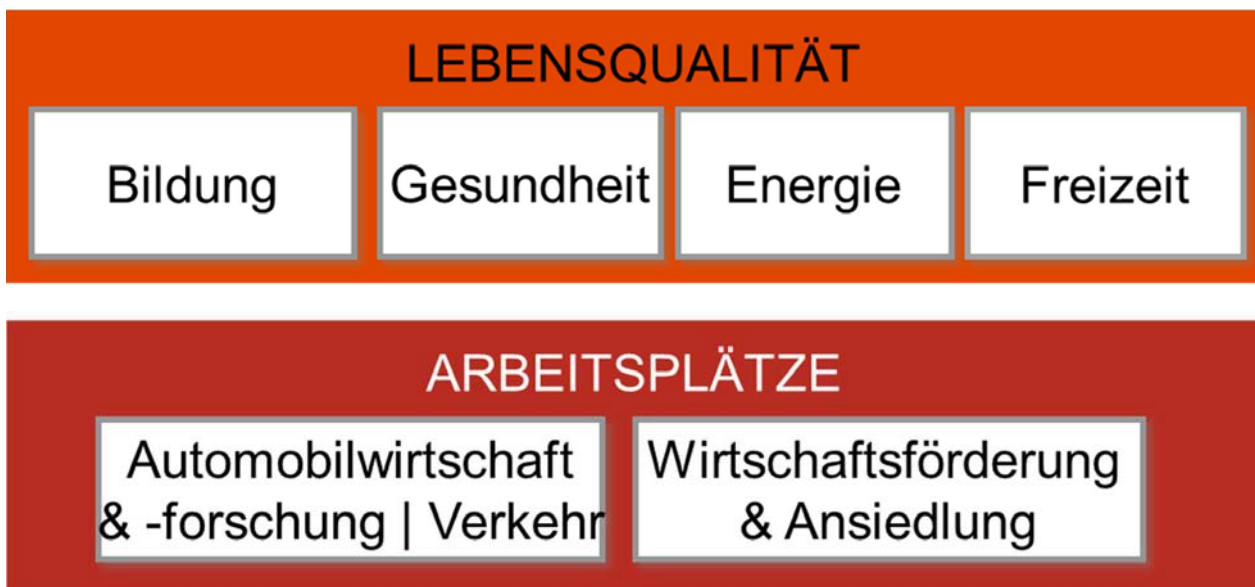 LEBENSQUALITÄT
Bildung
Gesundheit
Energie
Freizeit
ARBEITSPLÄTZE
Automobilwirtschaft
& -forschung | Verkehr
Wirtschaftsförderung
& Ansiedlung